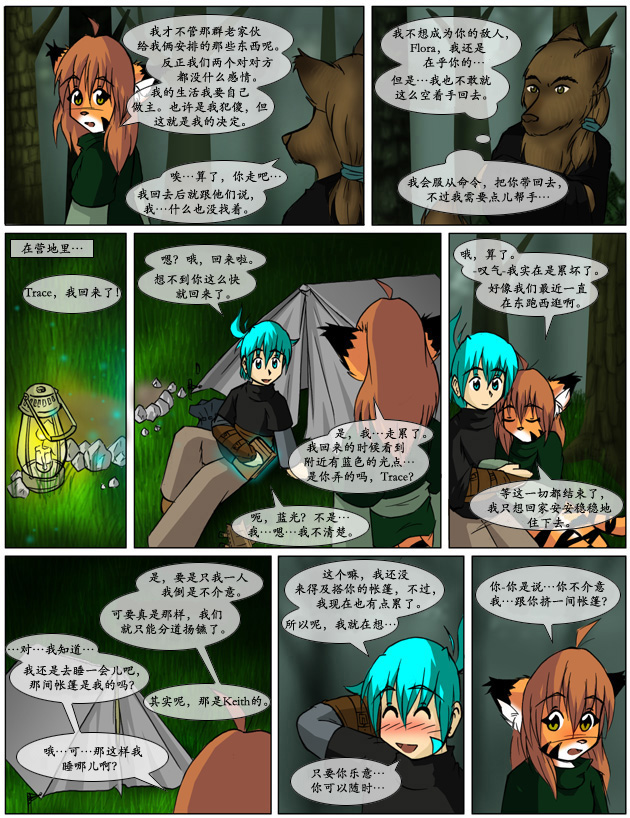 我才不管那群老家伙
给我俩安排的那些东西呢。
反正我们两个对对方
都没什么感情。
我的生活我要自己
做主。也许是我犯傻，但
这就是我的决定。
唉…算了，你走吧…
我回去后就跟他们说，
我…什么也没找着。
我不想成为你的敌人，
Flora，我还是
在乎你的…
但是…我也不敢就
这么空着手回去。
我会服从命令，把你带回去，
不过我需要点儿帮手…
在营地里…
Trace，我回来了！
嗯？哦，回来啦。
想不到你这么快
就回来了。
是，我…走累了。
我回来的时候看到
附近有蓝色的光点…
是你弄的吗，Trace？
呃，蓝光？不是…
我…嗯…我不清楚。
哦，算了。
-叹气-我实在是累坏了。
好像我们最近一直
在东跑西逛啊。
等这一切都结束了，
我只想回家安安稳稳地
住下去。
是，要是只我一人
我倒是不介意。
可要真是那样，我们
就只能分道扬镳了。
…对…我知道…
我还是去睡一会儿吧，
那间帐篷是我的吗？
其实呢，那是Keith的。
哦…可…那这样我
睡哪儿啊？
这个嘛，我还没
来得及搭你的帐篷，不过，
我现在也有点累了。
所以呢，我就在想…
只要你乐意…
你可以随时…
你-你是说…你不介意
我…跟你挤一间帐篷？